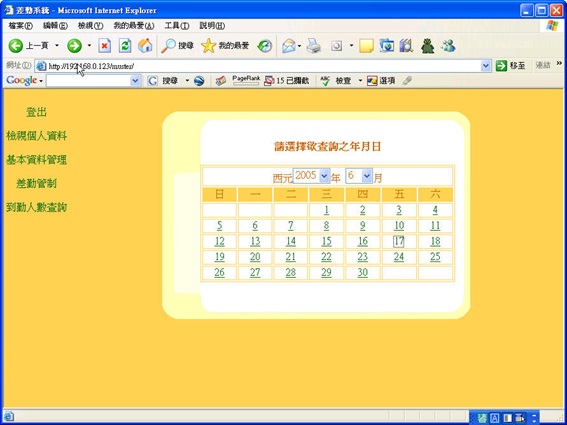 差勤系統 - Microsoft Internet Explorer
檔案(F) 編輯(E) 檢視(V) 我的最愛(A) 工具(T) 說明(H)
上一頁 搜尋 我的最愛
網址(D) http://192.168.0.123/muster/ 移至 連結 »
Google 搜尋 PageRank 15 已攔截 ABC 檢查 選項
登出
檢視個人資料
基本資料管理
差勤管制
到勤人數查詢
請選擇欲查詢之年月日
西元 2005 年 6 月
日 一 二 三 四 五 六
1 2 3 4
5 6 7 8 9 10 11
12 13 14 15 16 17 18
19 20 21 22 23 24 25
26 27 28 29 30